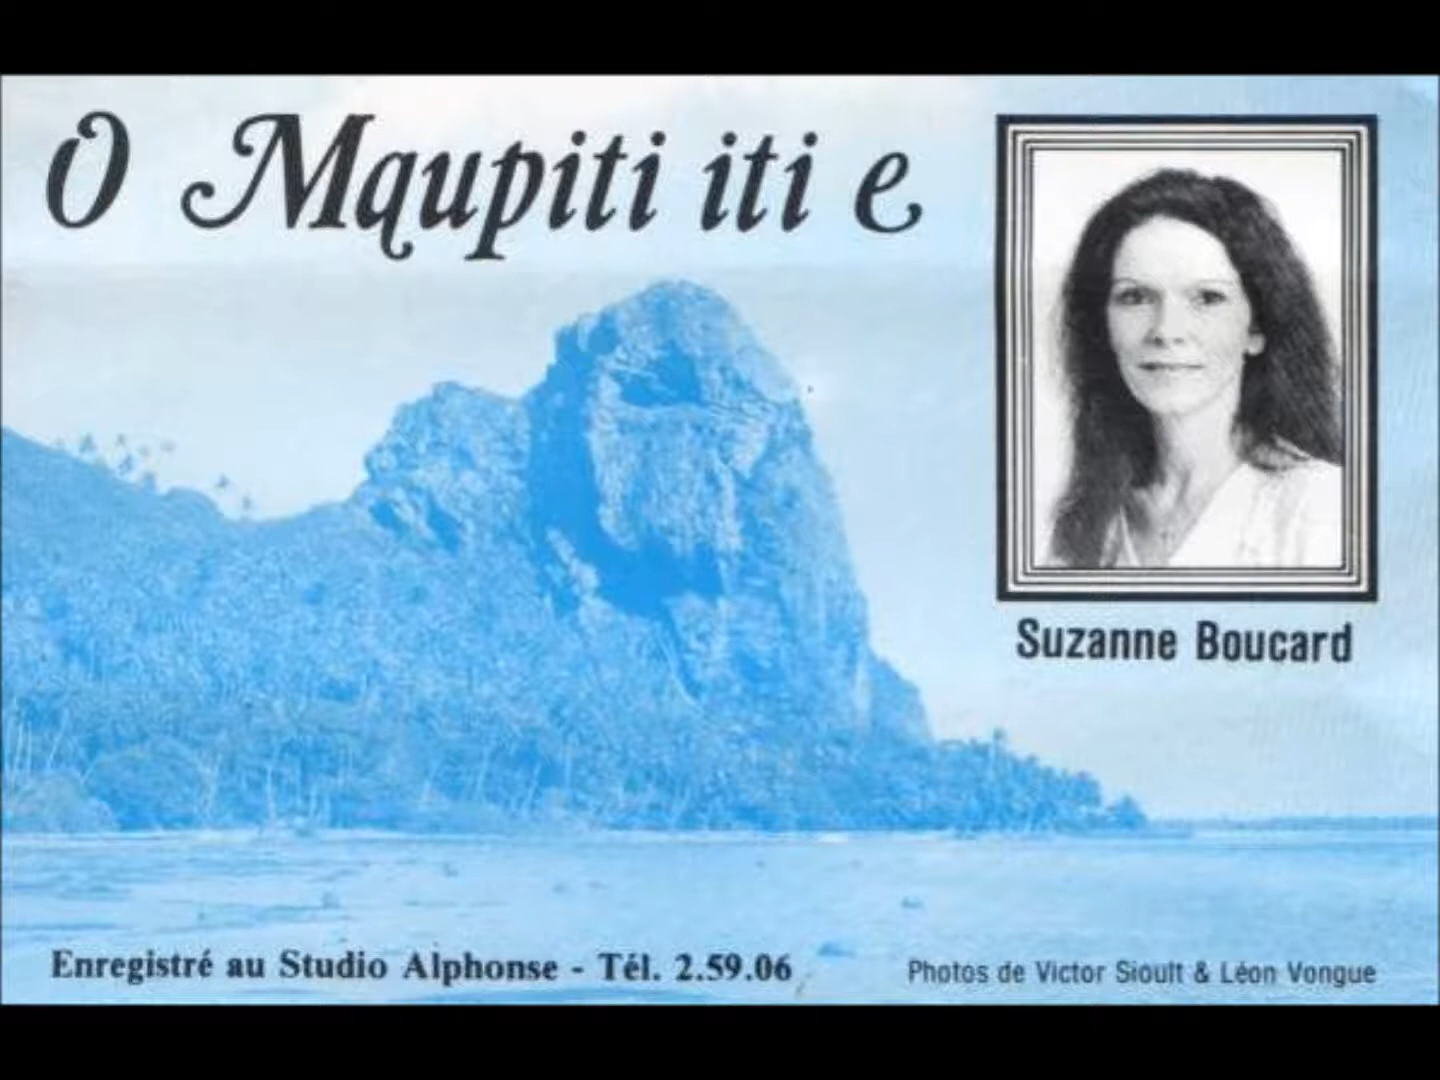 O Maupiti iti e
Suzanne Boucard
Enregistré au Studio Alphonse - Tél. 2.59.06
Photos de Victor Sioult & Léon Vongue